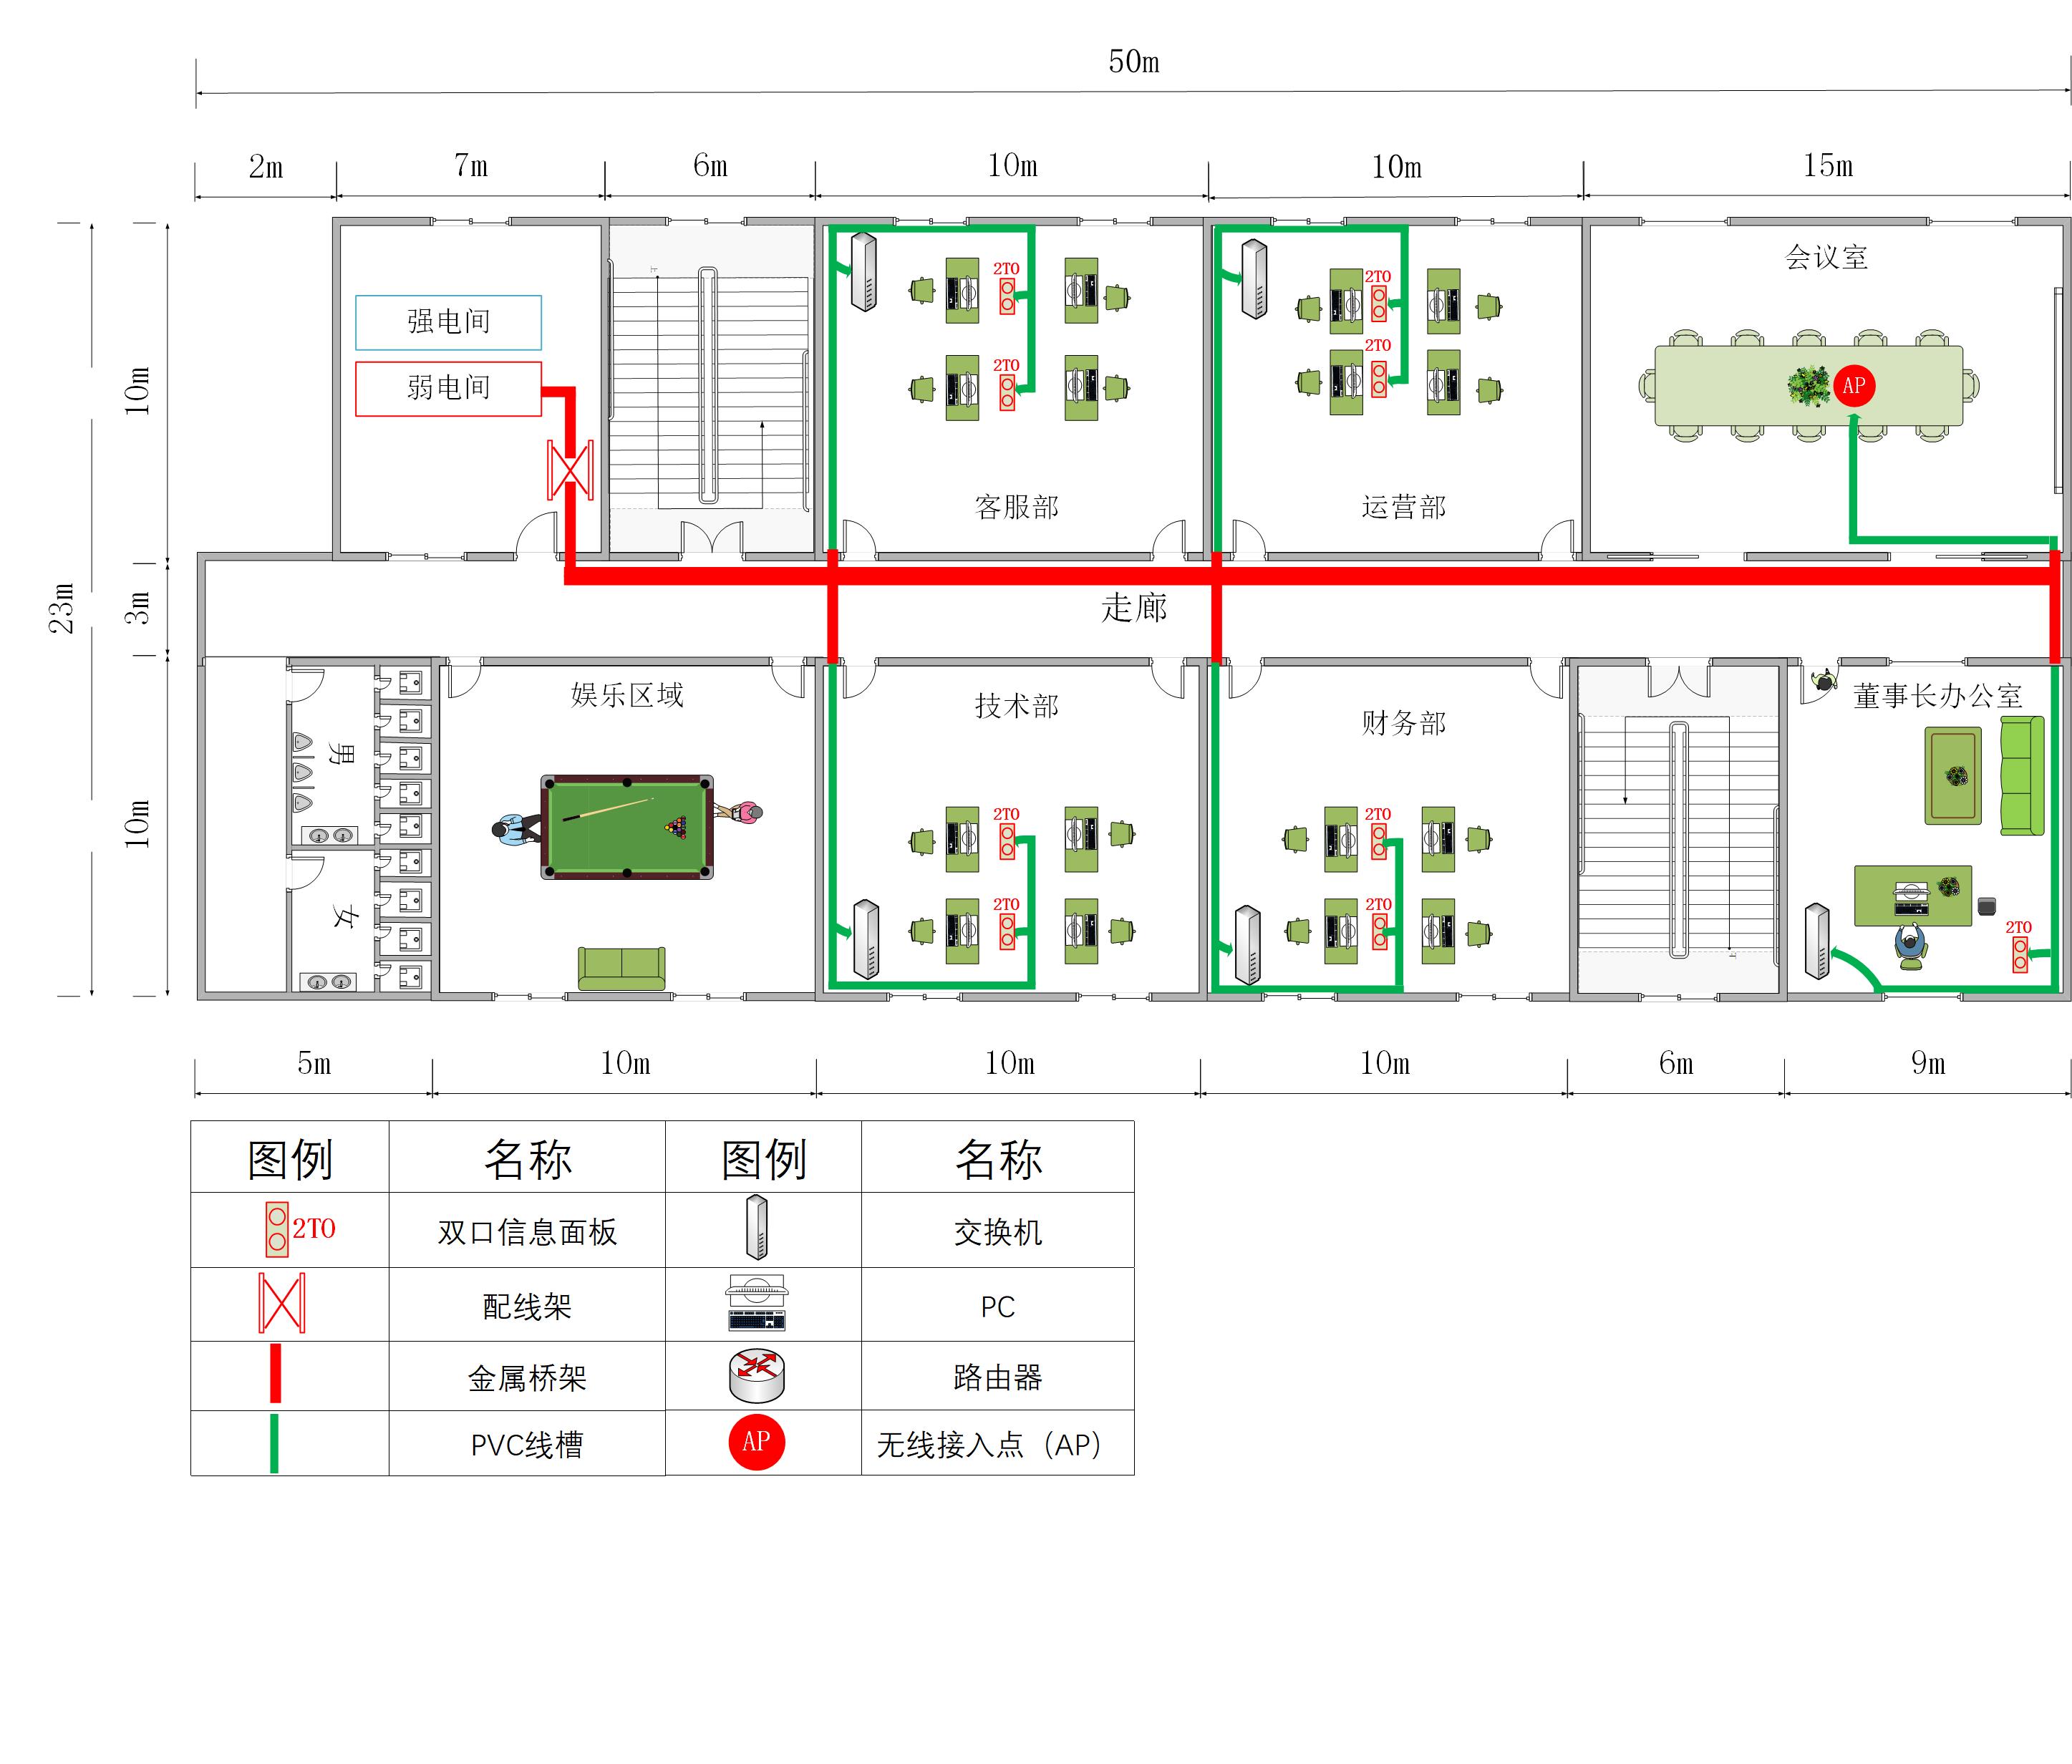 50m
2m 7m 6m 10m 10m 15m
会议室
强电间
弱电间
上
2TO
2TO
2TO
2TO
AP
客服部
运营部
10m
3m
10m
23m
走廊
娱乐区域
技术部
财务部
董事长办公室
男
女
2TO
2TO
2TO
2TO
2TO
5m 10m 10m 10m 6m 9m
图例 名称 图例 名称
2TO 双口信息面板 交换机
配线架 PC
金属桥架 路由器
PVC线槽 AP 无线接入点（AP）